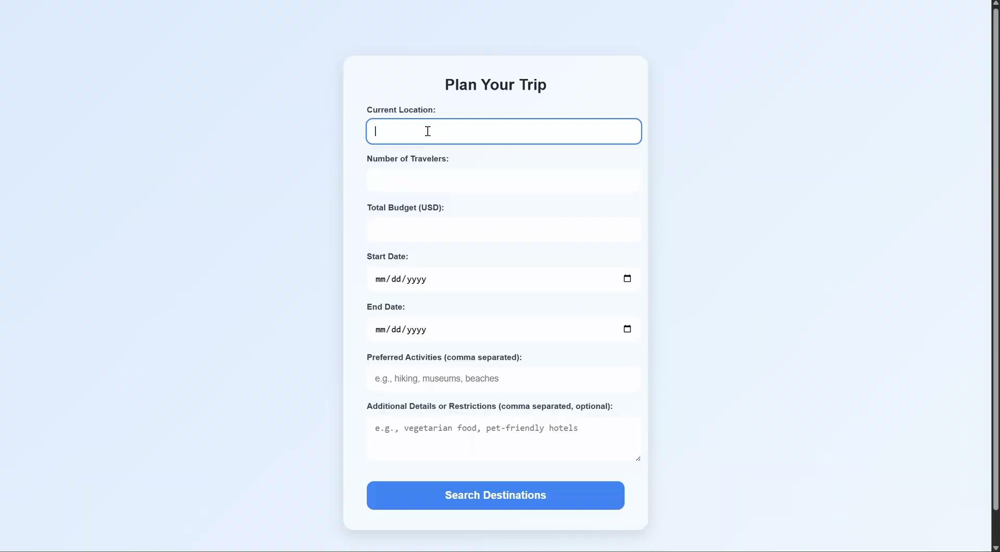 Plan Your Trip
Current Location:
Number of Travelers:
Total Budget (USD):
Start Date:
mm/dd/yyyy
End Date:
mm/dd/yyyy
Preferred Activities (comma separated):
e.g., hiking, museums, beaches
Additional Details or Restrictions (comma separated, optional):
e.g., vegetarian food, pet-friendly hotels
Search Destinations